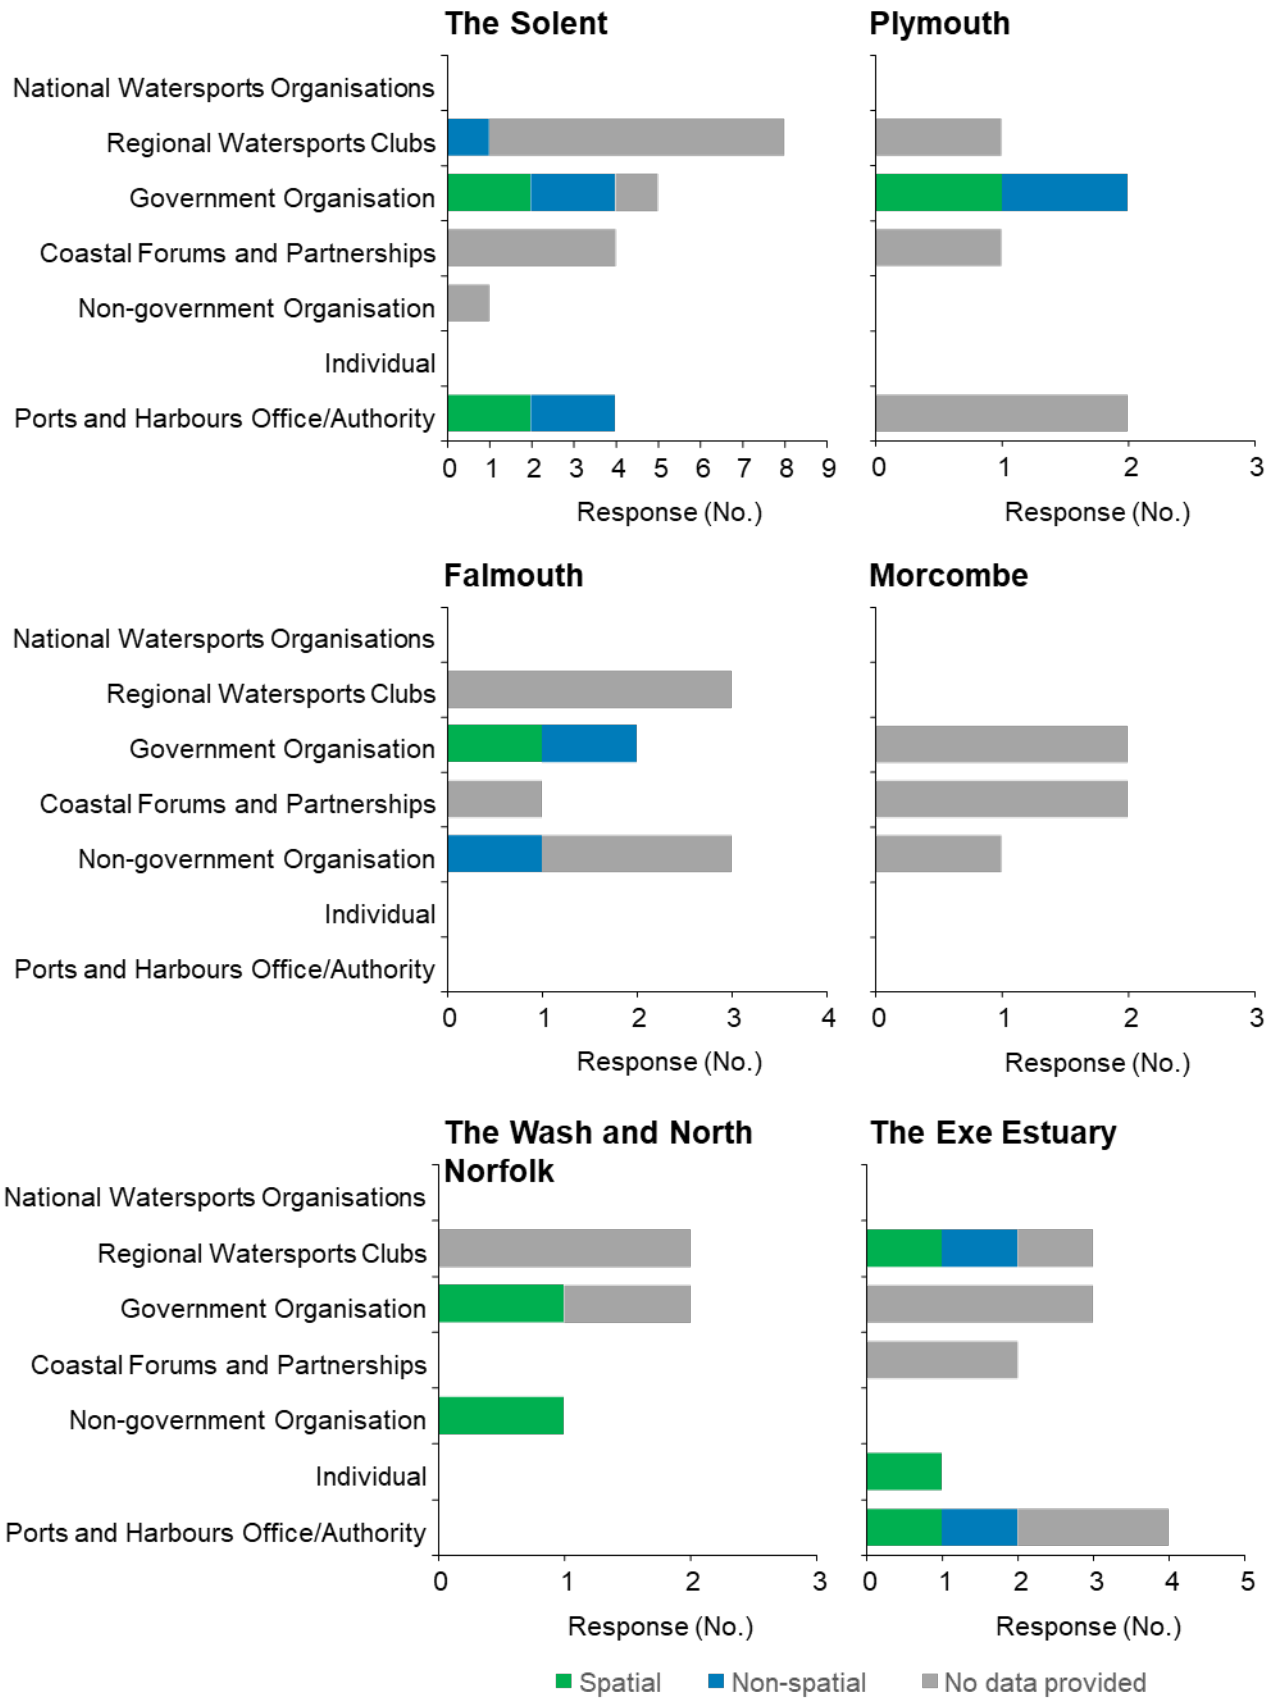 The Solent Plymouth
National Watersports Organisations
Regional Watersports Clubs
Government Organisation
Coastal Forums and Partnerships
Non-government Organisation
Individual
Ports and Harbours Office/Authority
0 1 2 3 4 5 6 7 8 9 0 1 2 3
Response (No.) Response (No.)
Falmouth Morcombe
National Watersports Organisations
Regional Watersports Clubs
Government Organisation
Coastal Forums and Partnerships
Non-government Organisation
Individual
Ports and Harbours Office/Authority
0 1 2 3 4 0 1 2 3
Response (No.) Response (No.)
The Wash and North The Exe Estuary
Norfolk
National Watersports Organisations
Regional Watersports Clubs
Government Organisation
Coastal Forums and Partnerships
Non-government Organisation
Individual
Ports and Harbours Office/Authority
0 1 2 3 0 1 2 3 4 5
Response (No.) Response (No.)
Spatial Non-spatial No data provided